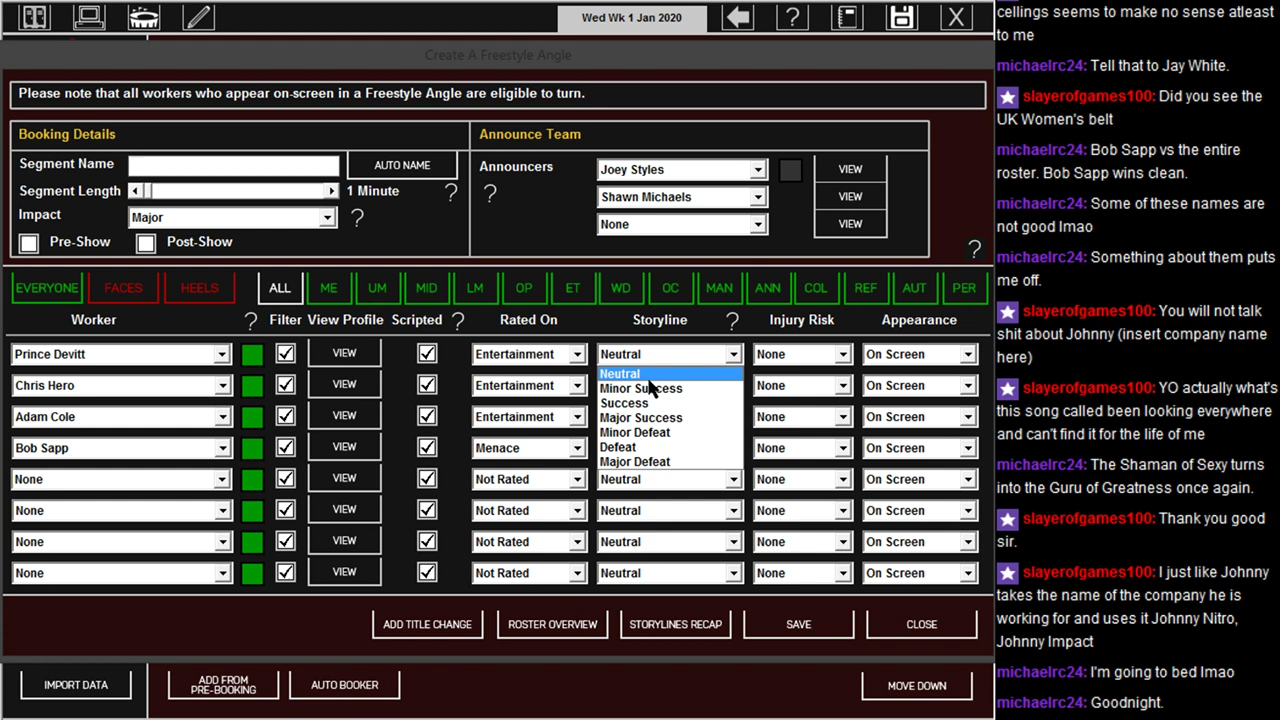 Wed Wk 1 Jan 2020
?
X
Create A Freestyle Angle
Please note that all workers who appear on-screen in a Freestyle Angle are eligible to turn.
Booking Details
Segment Name
AUTO NAME
Segment Length
1 Minute
?
Impact
Major
?
Pre-Show
Post-Show
Announce Team
Announcers
?
Joey Styles
VIEW
Shawn Michaels
VIEW
None
VIEW
?
EVERYONE
FACES
HEELS
ALL
ME
UM
MID
LM
OP
ET
WD
OC
MAN
ANN
COL
REF
AUT
PER
Worker
?
Filter
View Profile
Scripted
?
Rated On
Storyline
?
Injury Risk
Appearance
Prince Devitt
VIEW
Entertainment
Neutral
None
On Screen
Chris Hero
VIEW
Entertainment
None
On Screen
Adam Cole
VIEW
Entertainment
None
On Screen
Bob Sapp
VIEW
Menace
None
On Screen
Neutral
Minor Success
Success
Major Success
Minor Defeat
Defeat
Major Defeat
None
VIEW
Not Rated
Neutral
None
On Screen
None
VIEW
Not Rated
Neutral
None
On Screen
None
VIEW
Not Rated
Neutral
None
On Screen
None
VIEW
Not Rated
Neutral
None
On Screen
ADD TITLE CHANGE
ROSTER OVERVIEW
STORYLINES RECAP
SAVE
CLOSE
IMPORT DATA
ADD FROM
PRE-BOOKING
AUTO BOOKER
MOVE DOWN
cellings seems to make no sense atleast
to me
michaelrc24: Tell that to Jay White.
slayerofgames100: Did you see the
UK Women's belt
michaelrc24: Bob Sapp vs the entire
roster. Bob Sapp wins clean.
michaelrc24: Some of these names are
not good lmao
michaelrc24: Something about them puts
me off.
slayerofgames100: You will not talk
shit about Johnny (insert company name
here)
slayerofgames100: YO actually what's
this song called been looking everywhere
and can't find it for the life of me
michaelrc24: The Shaman of Sexy turns
into the Guru of Greatness once again.
slayerofgames100: Thank you good
sir.
slayerofgames100: I just like Johnny
takes the name of the company he is
working for and uses it Johnny Nitro,
Johnny Impact
michaelrc24: I'm going to bed lmao
michaelrc24: Goodnight.